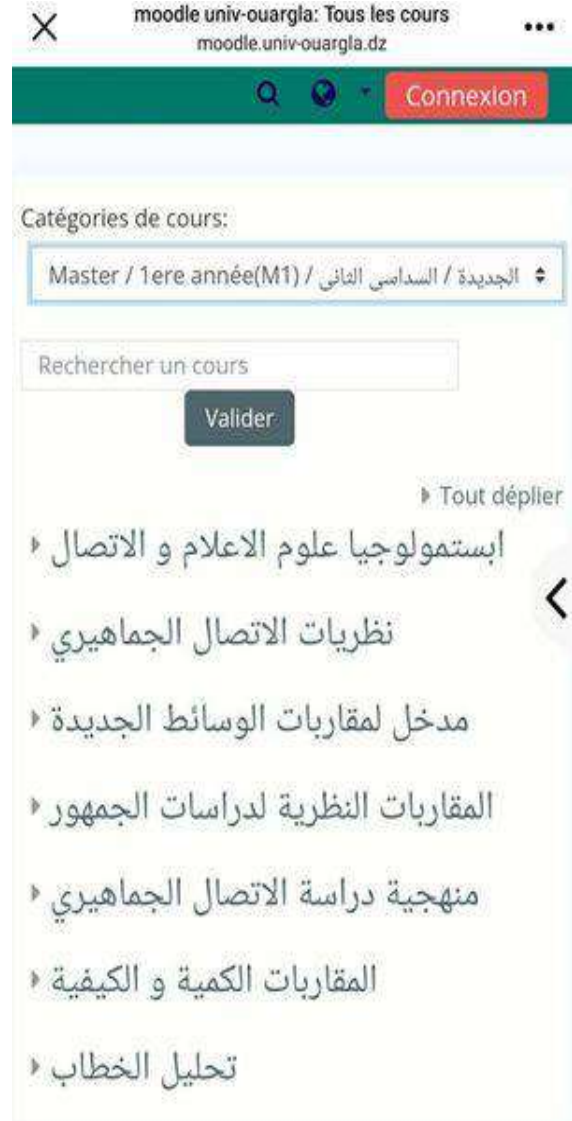 moodle univ-ouargla: Tous les cours
moodle.univ-ouargla.dz
Connexion
Catégories de cours:
Master / 1ere année(M1) / الجديدة / السداسي الثاني
Rechercher un cours
Valider
Tout déplier
ابستمولوجيا علوم الاعلام و الاتصال
نظريات الاتصال الجماهيري
مدخل لمقاربات الوسائط الجديدة
المقاربات النظرية لدراسات الجمهور
منهجية دراسة الاتصال الجماهيري
المقاربات الكمية و الكيفية
تحليل الخطاب